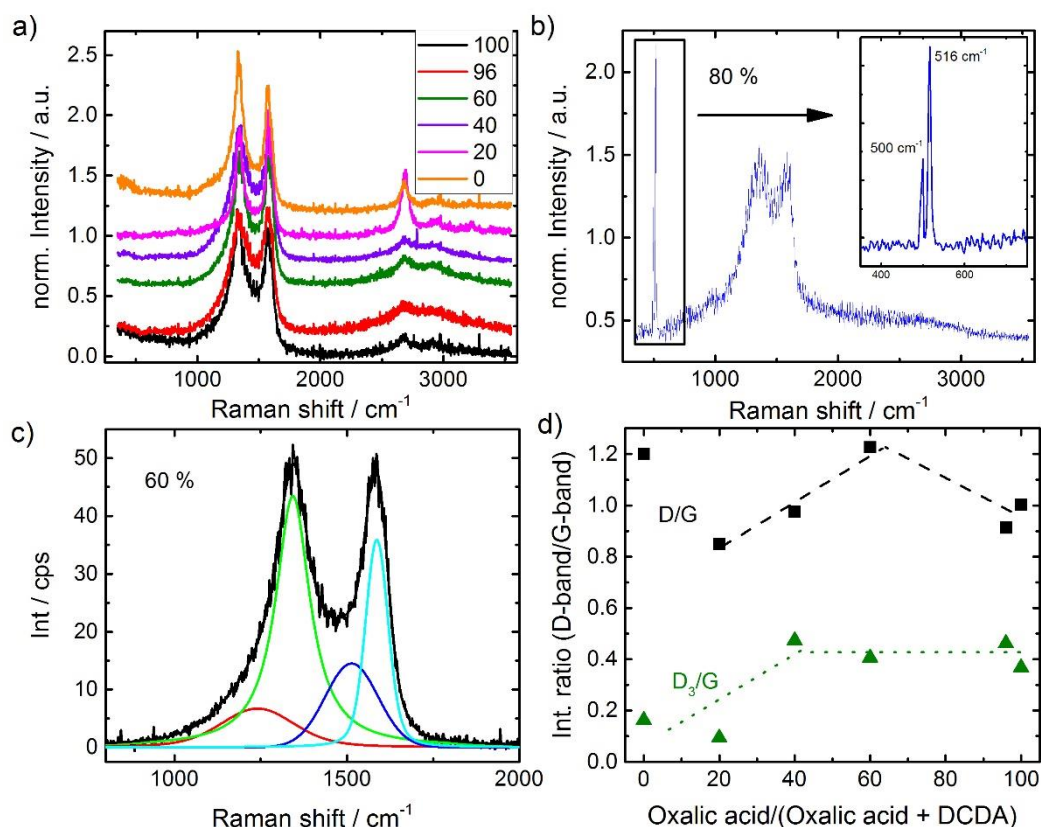 a)
norm. Intensity / a.u.
2.5
2.0
1.5
1.0
0.5
0.0
100
96
60
40
20
0
1000 2000 3000
Raman shift / cm⁻¹
b)
norm. Intensity / a.u.
2.0
1.5
1.0
0.5
80 %
516 cm⁻¹
500 cm⁻¹
400 600
1000 2000 3000
Raman shift / cm⁻¹
c)
Int / cps
50
40
30
20
10
0
60 %
1000 1500 2000
Raman shift / cm⁻¹
d)
Int. ratio (D-band/G-band)
1.2
1.0
0.8
0.6
0.4
0.2
0.0
D/G
D₃/G
0 20 40 60 80 100
Oxalic acid/(Oxalic acid + DCDA)